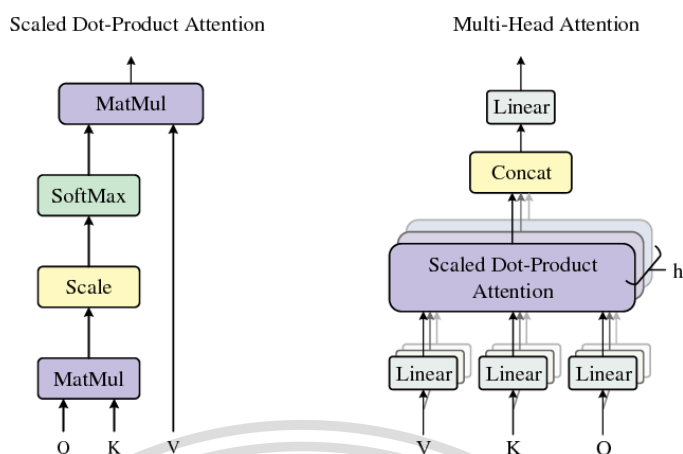 Scaled Dot-Product Attention
MatMul
SoftMax
Scale
MatMul
Q K V
Multi-Head Attention
Linear
Concat
Scaled Dot-Product
Attention
h
Linear Linear Linear
V K Q